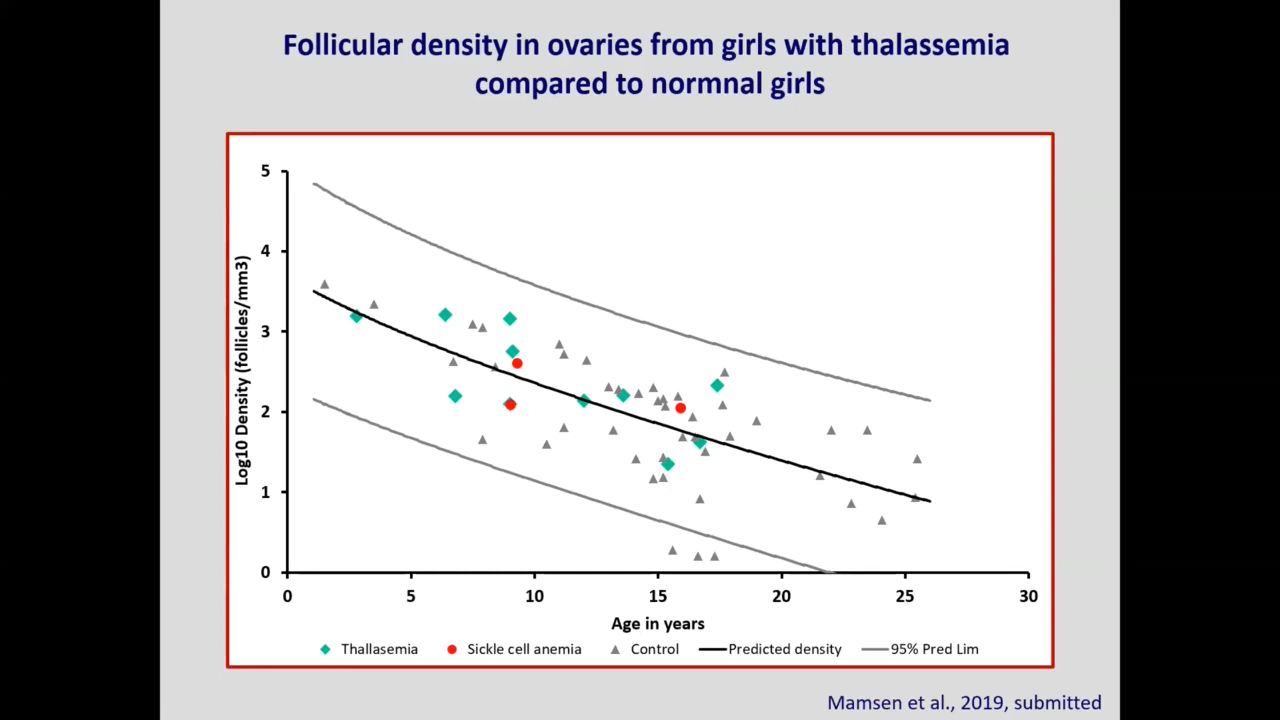 Follicular density in ovaries from girls with thalassemia
compared to normnal girls
5
4
3
2
1
0
Log10 Density (follicles/mm3)
0 5 10 15 20 25 30
Age in years
Thallasemia Sickle cell anemia Control Predicted density 95% Pred Lim
Mamsen et al., 2019, submitted